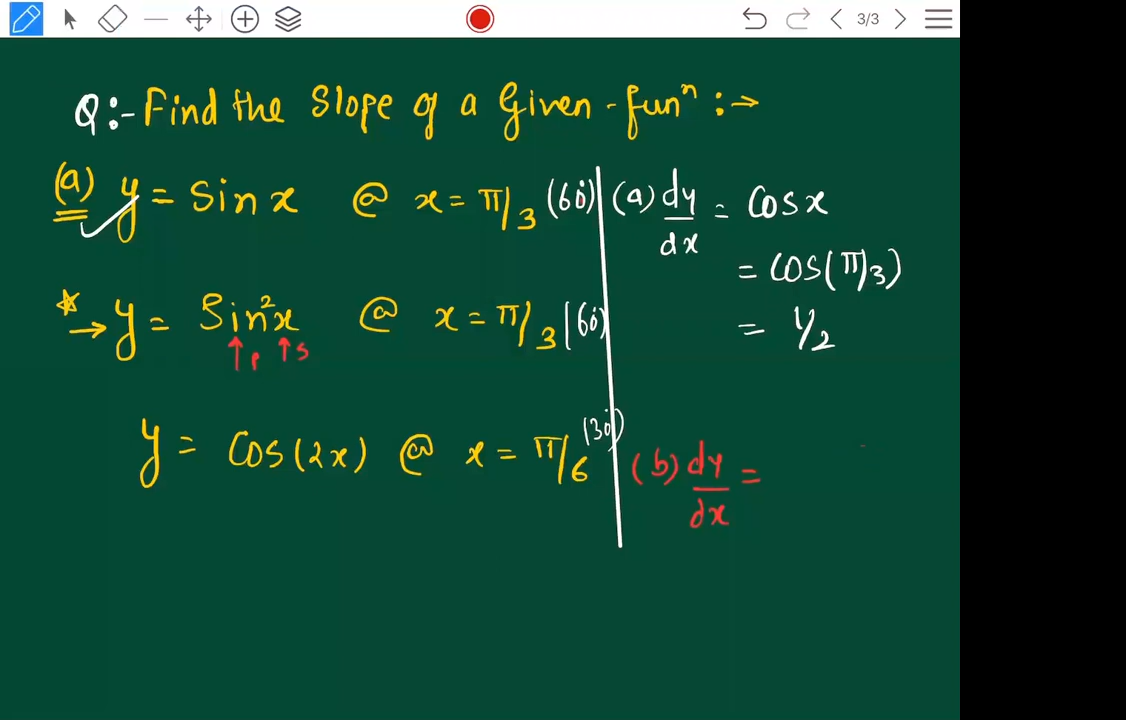 3/3
Q:- Find the Slope of a Given - funⁿ :→
(a) y = Sin x @ x = π/3 (60)
→ y = Sin²x @ x = π/3 (60)
↑P ↑S
y = Cos(2x) @ x = π/6 (30)
(a) dy/dx = Cosx
= Cos(π/3)
= 1/2
(b) dy/dx =